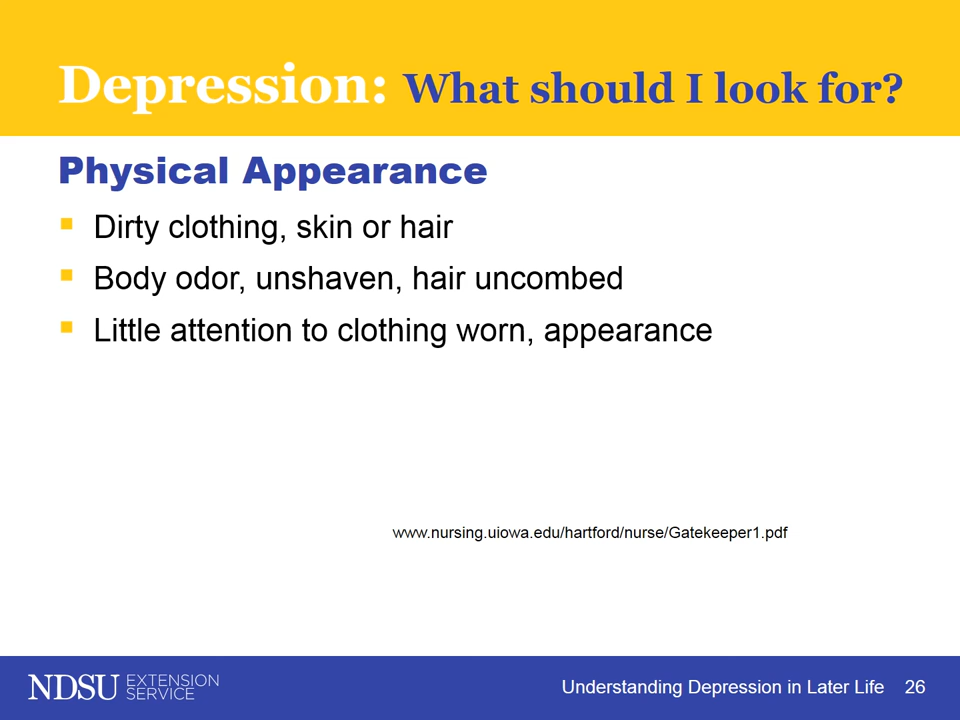 Depression: What should I look for?
Physical Appearance
Dirty clothing, skin or hair
Body odor, unshaven, hair uncombed
Little attention to clothing worn, appearance
www.nursing.uiowa.edu/hartford/nurse/Gatekeeper1.pdf
NDSU EXTENSION
SERVICE
Understanding Depression in Later Life 26